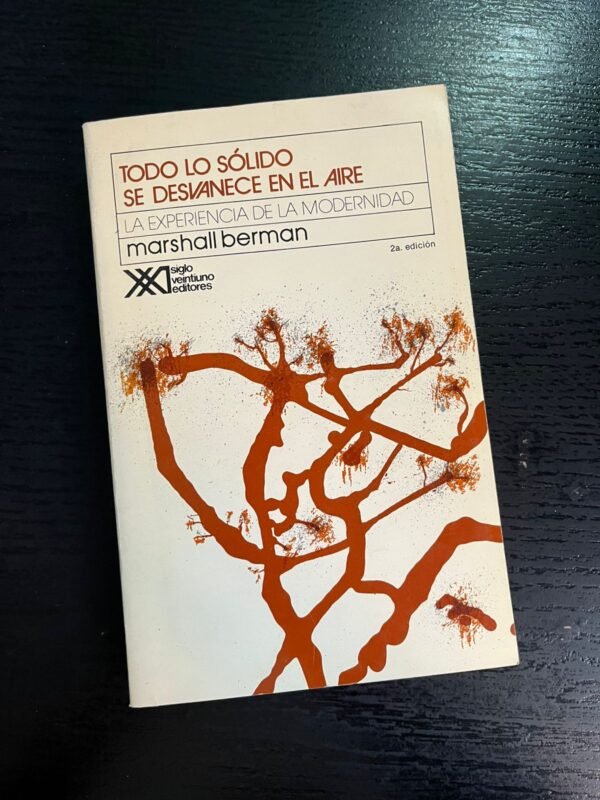 TODO LO SÓLIDO
SE DESVANECE EN EL AIRE
LA EXPERIENCIA DE LA MODERNIDAD
marshall berman
2a. edición
XXI
siglo
veintiuno
editores